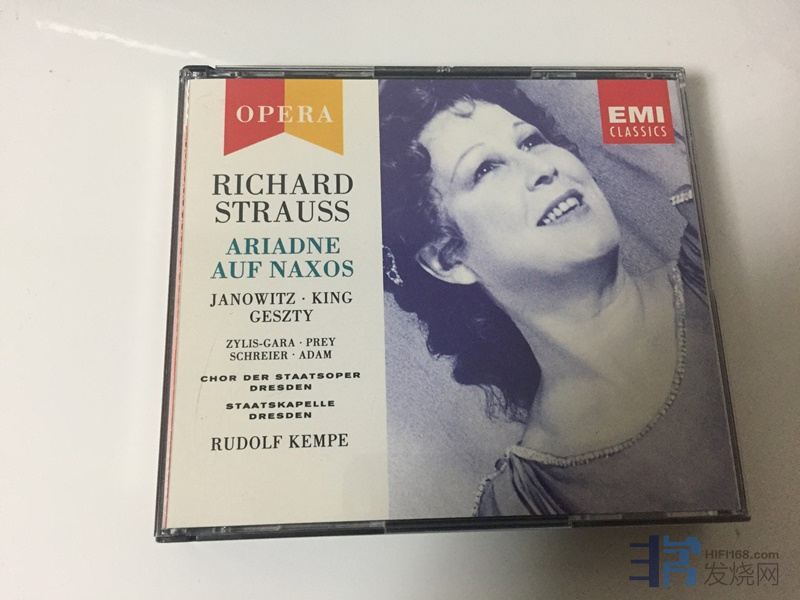 OPERA
EMI
CLASSICS
RICHARD
STRAUSS
ARIADNE
AUF NAXOS
JANOWITZ · KING
GESZTY
ZYLIS-GARA · PREY
SCHREIER · ADAM
CHOR DER STAATSOPER
DRESDEN
STAATSKAPELLE
DRESDEN
RUDOLF KEMPE
HIFI168.com
发烧网